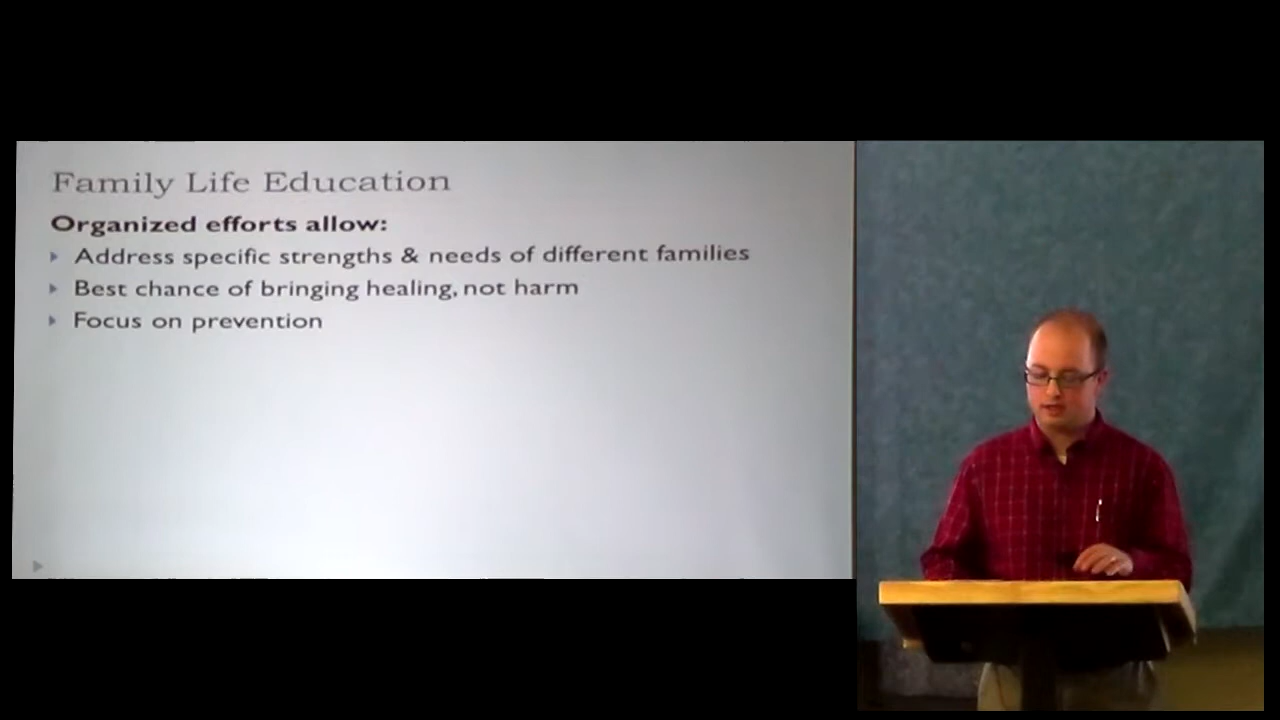 Family Life Education
Organized efforts allow:
Address specific strengths & needs of different families
Best chance of bringing healing, not harm
Focus on prevention